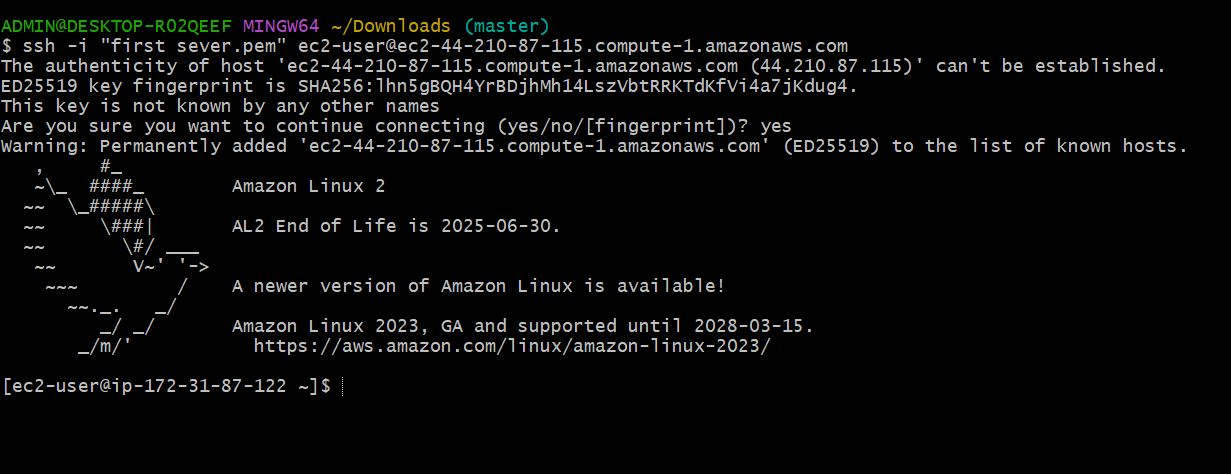 ADMIN@DESKTOP-R02QEEF MINGW64 ~/Downloads (master)
$ ssh -i "first sever.pem" ec2-user@ec2-44-210-87-115.compute-1.amazonaws.com
The authenticity of host 'ec2-44-210-87-115.compute-1.amazonaws.com (44.210.87.115)' can't be established.
ED25519 key fingerprint is SHA256:lhn5gBQH4YrBDjhMh14LszVbtRRKTdKfVi4a7jKdug4.
This key is not known by any other names
Are you sure you want to continue connecting (yes/no/[fingerprint])? yes
Warning: Permanently added 'ec2-44-210-87-115.compute-1.amazonaws.com' (ED25519) to the list of known hosts.
   ,     #_
   ~\_  ####_        Amazon Linux 2
  ~~  \_#####\
  ~~     \###|       AL2 End of Life is 2025-06-30.
  ~~       \#/ ___
   ~~       V~' '->
    ~~~         /    A newer version of Amazon Linux is available!
      ~~._.   _/
         _/ _/       Amazon Linux 2023, GA and supported until 2028-03-15.
       _/m/'           https://aws.amazon.com/linux/amazon-linux-2023/
[ec2-user@ip-172-31-87-122 ~]$